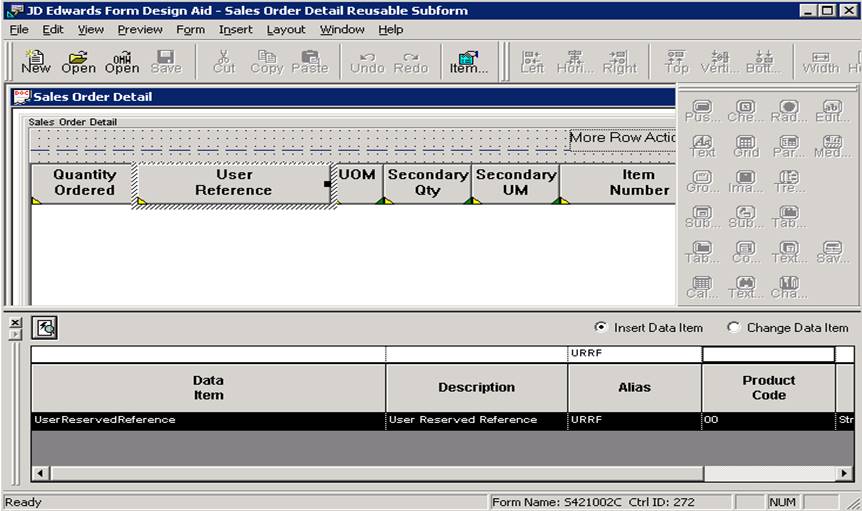 JD Edwards Form Design Aid - Sales Order Detail Reusable Subform
File Edit View Preview Form Insert Layout Window Help
OMW
New Open Open Save Cut Copy Paste Undo Redo Item... Left Hori... Right Top Verti... Bott... Width
Sales Order Detail
Sales Order Detail
More Row Actio
Quantity Ordered
User Reference
UOM
Secondary Qty
Secondary UM
Item Number
Pus... Che... Rad... Edit...
Text Grid Par... Med...
Gro... Ima... Tre...
Sub... Sub... Tab...
Tab... Co... Text... Sav...
Cal... Text... Cha...
Insert Data Item Change Data Item
URRF
Data Item
Description
Alias
Product Code
UserReservedReference User Reserved Reference URRF 00 Str
Ready Form Name: S421002C Ctrl ID: 272 NUM